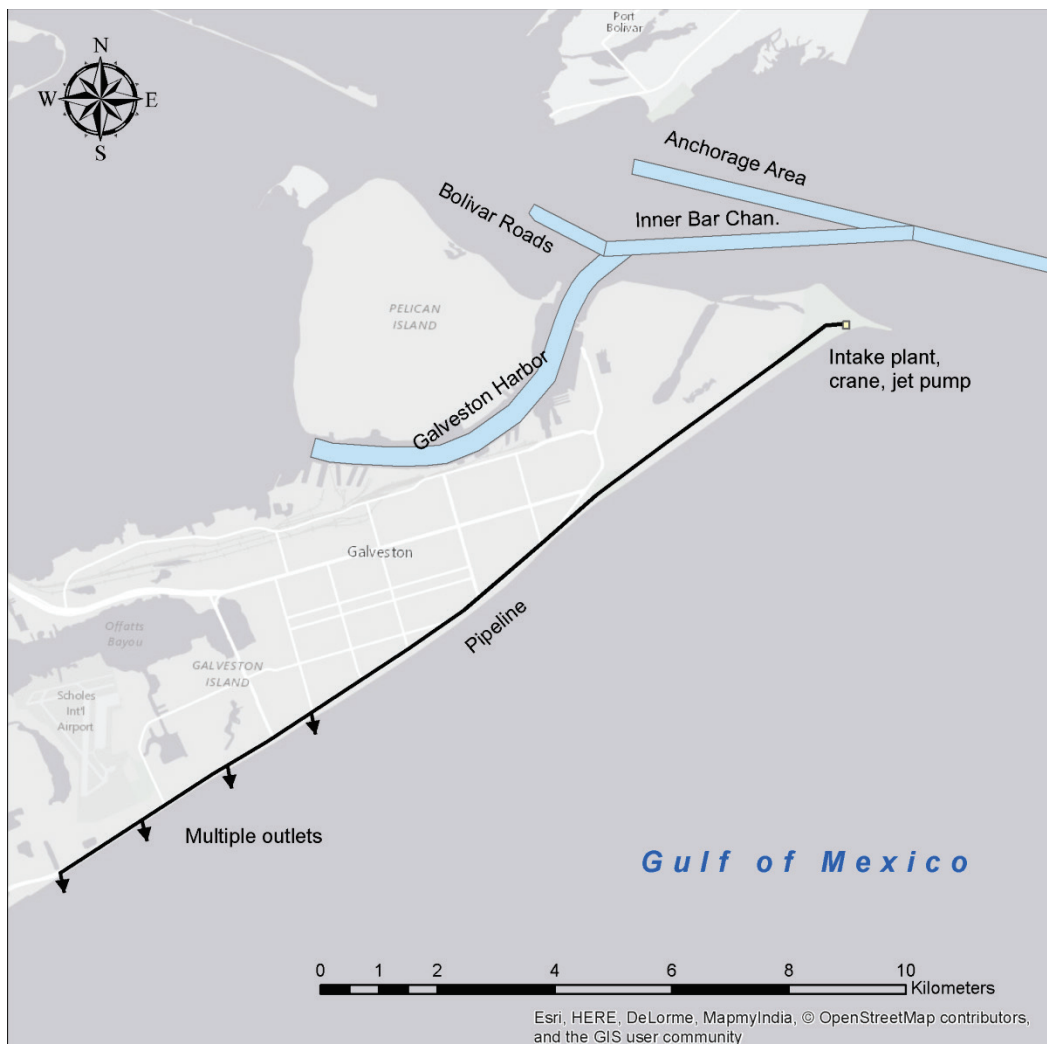 Port
Bolivar
N
W E
S
Anchorage Area
Bolivar Roads
Inner Bar Chan.
PELICAN
ISLAND
Intake plant,
crane, jet pump
Galveston Harbor
Galveston
Pipeline
Offatts
Bayou
GALVESTON
ISLAND
Scholes
Int'l
Airport
Multiple outlets
Gulf of Mexico
0 1 2 4 6 8 10
Kilometers
Esri, HERE, DeLorme, MapmyIndia, © OpenStreetMap contributors,
and the GIS user community